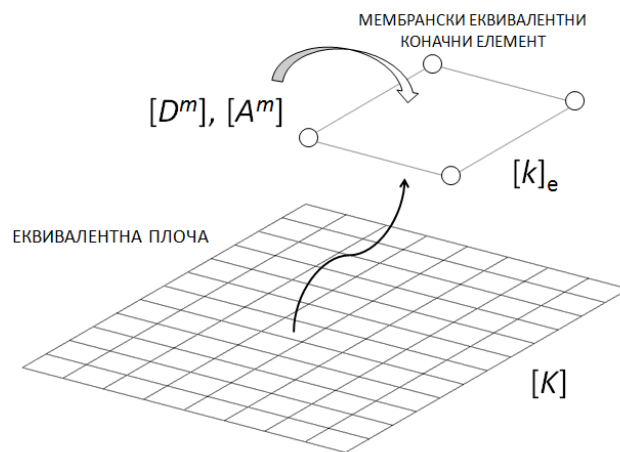 МЕМБРАНСКИ ЕКВИВАЛЕНТНИ
КОНАЧНИ ЕЛЕМЕНТ
[Dᵐ], [Aᵐ]
[k]ₑ
ЕКВИВАЛЕНТНА ПЛОЧА
[K]